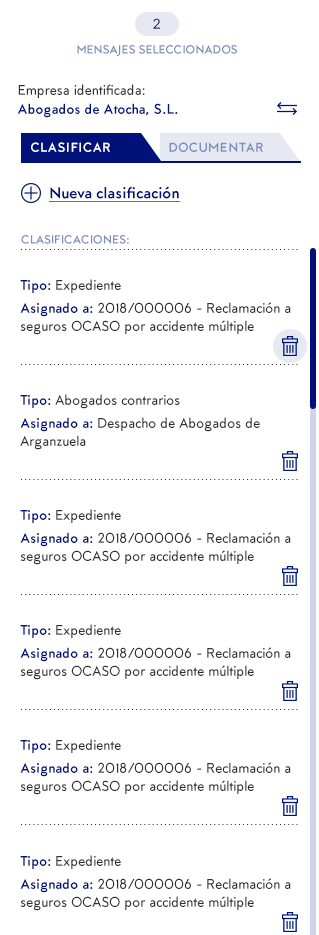 2
MENSAJES SELECCIONADOS
Empresa identificada:
Abogados de Atocha, S.L.
CLASIFICAR
DOCUMENTAR
Nueva clasificación
CLASIFICACIONES:
Tipo: Expediente
Asignado a: 2018/000006 - Reclamación a
seguros OCASO por accidente múltiple
Tipo: Abogados contrarios
Asignado a: Despacho de Abogados de
Arganzuela
Tipo: Expediente
Asignado a: 2018/000006 - Reclamación a
seguros OCASO por accidente múltiple
Tipo: Expediente
Asignado a: 2018/000006 - Reclamación a
seguros OCASO por accidente múltiple
Tipo: Expediente
Asignado a: 2018/000006 - Reclamación a
seguros OCASO por accidente múltiple
Tipo: Expediente
Asignado a: 2018/000006 - Reclamación a
seguros OCASO por accidente múltiple